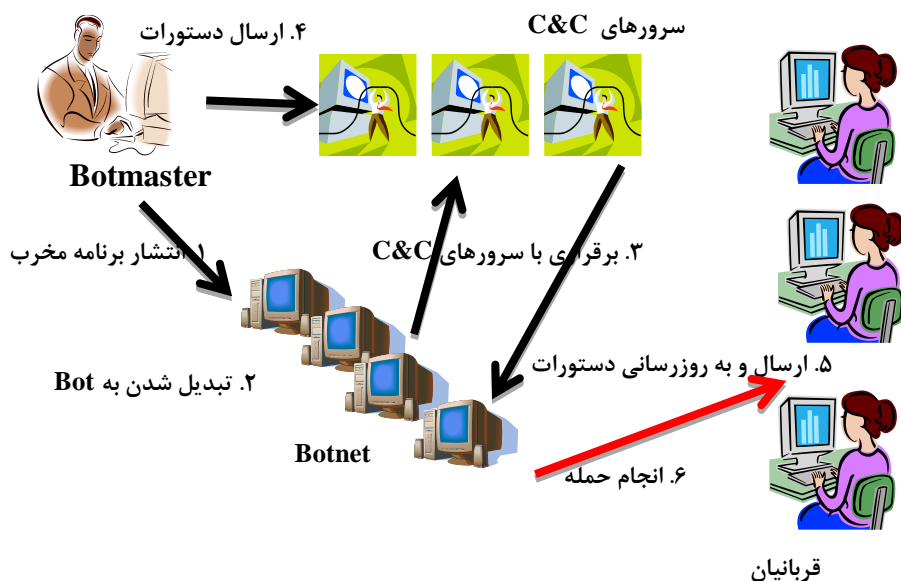 ۴. ارسال دستورات
سرورهای C&C
Botmaster
۱. انتشار برنامه مخرب
۳. برقراری با سرورهای C&C
۲. تبدیل شدن به Bot
۵. ارسال و به روزرسانی دستورات
Botnet
۶. انجام حمله
قربانیان